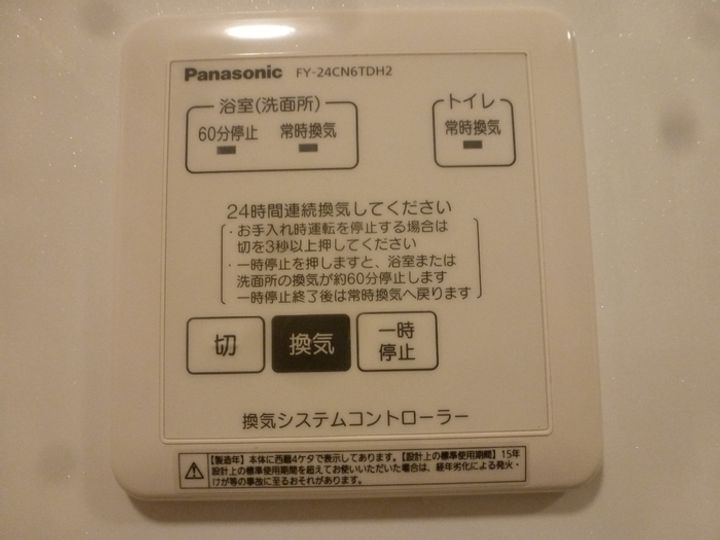 Panasonic FY-24CN6TDH2
浴室(洗面所)
トイレ
60分停止 常時換気
常時換気
24時間連続換気してください
・お手入れ時運転を停止する場合は
切を3秒以上押してください
・一時停止を押しますと、浴室または
洗面所の換気が約60分停止します
一時停止終了後は常時換気へ戻ります
切
換気
一時
停止
換気システムコントローラー
【製造年】本体に西暦4ケタで表示してあります。【設計上の標準使用期間】15年
設計上の標準使用期間を超えてお使いいただいた場合は、経年劣化による発火・
けが等の事故に至るおそれがあります。